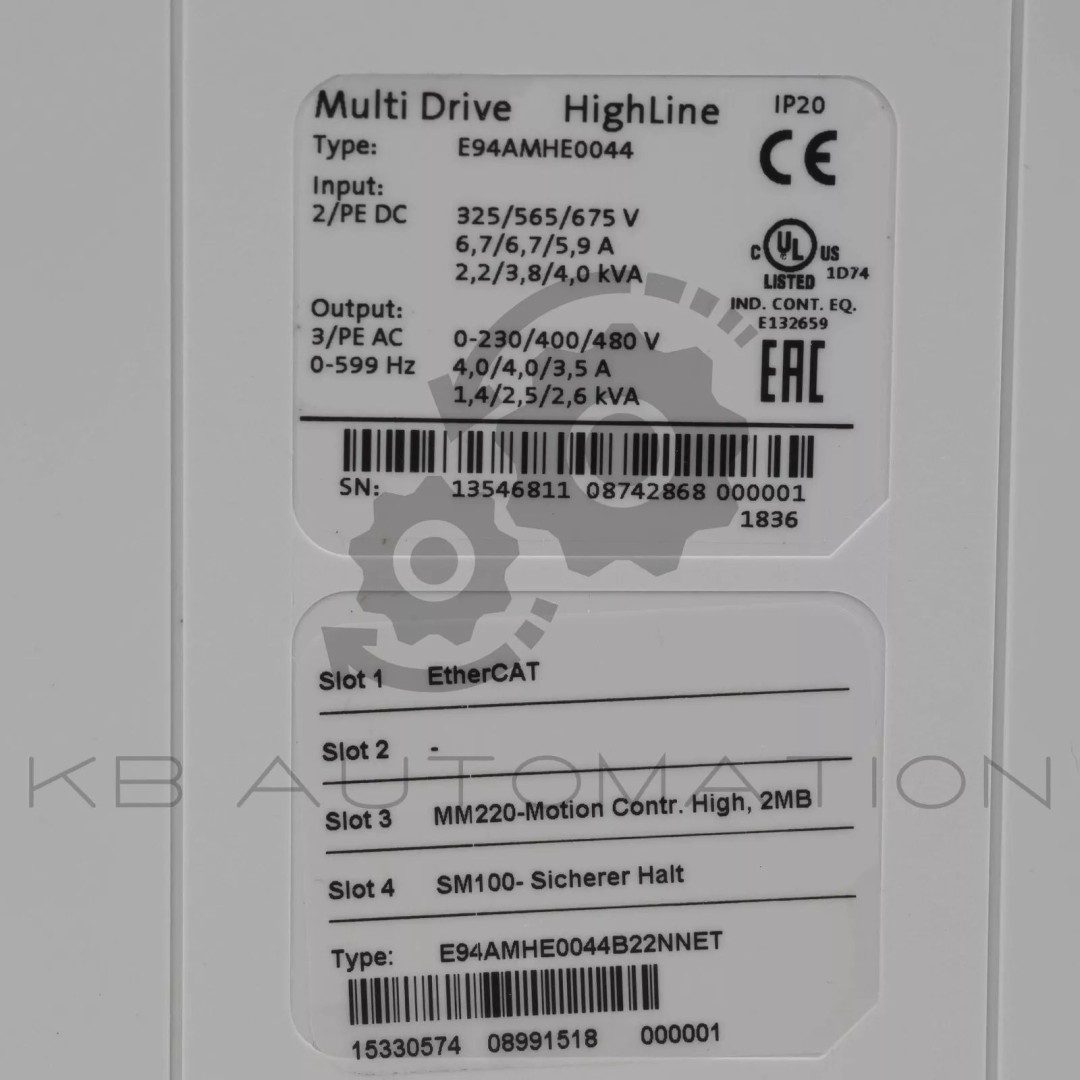 Multi Drive HighLine IP20
Type: E94AMHE0044
CE
Input:
2/PE DC 325/565/675 V
6,7/6,7/5,9 A
2,2/3,8/4,0 kVA
C UL US
LISTED 1D74
IND. CONT. EQ.
E132659
Output:
3/PE AC 0-230/400/480 V
0-599 Hz 4,0/4,0/3,5 A
1,4/2,5/2,6 kVA
EAC
SN: 13546811 08742868 000001
1836
Slot 1 EtherCAT
Slot 2 -
KB AUTOMATION
Slot 3 MM220-Motion Contr. High, 2MB
Slot 4 SM100- Sicherer Halt
Type: E94AMHE0044B22NNET
15330574 08991518 000001